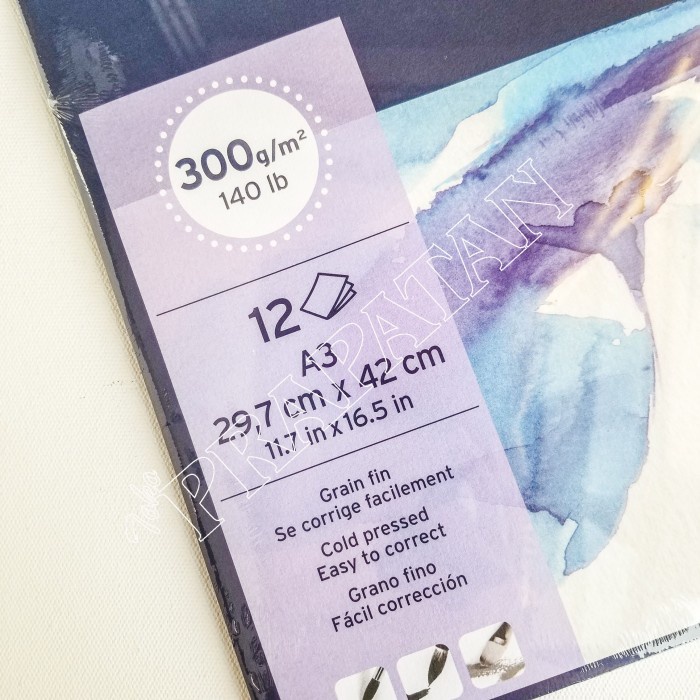 300g/m²
140 lb
12
A3
29,7 cm x 42 cm
11.7 in x 16.5 in
Grain fin
Se corrige facilement
Cold pressed
Easy to correct
Grano fino
Fácil corrección
PRAPATAN